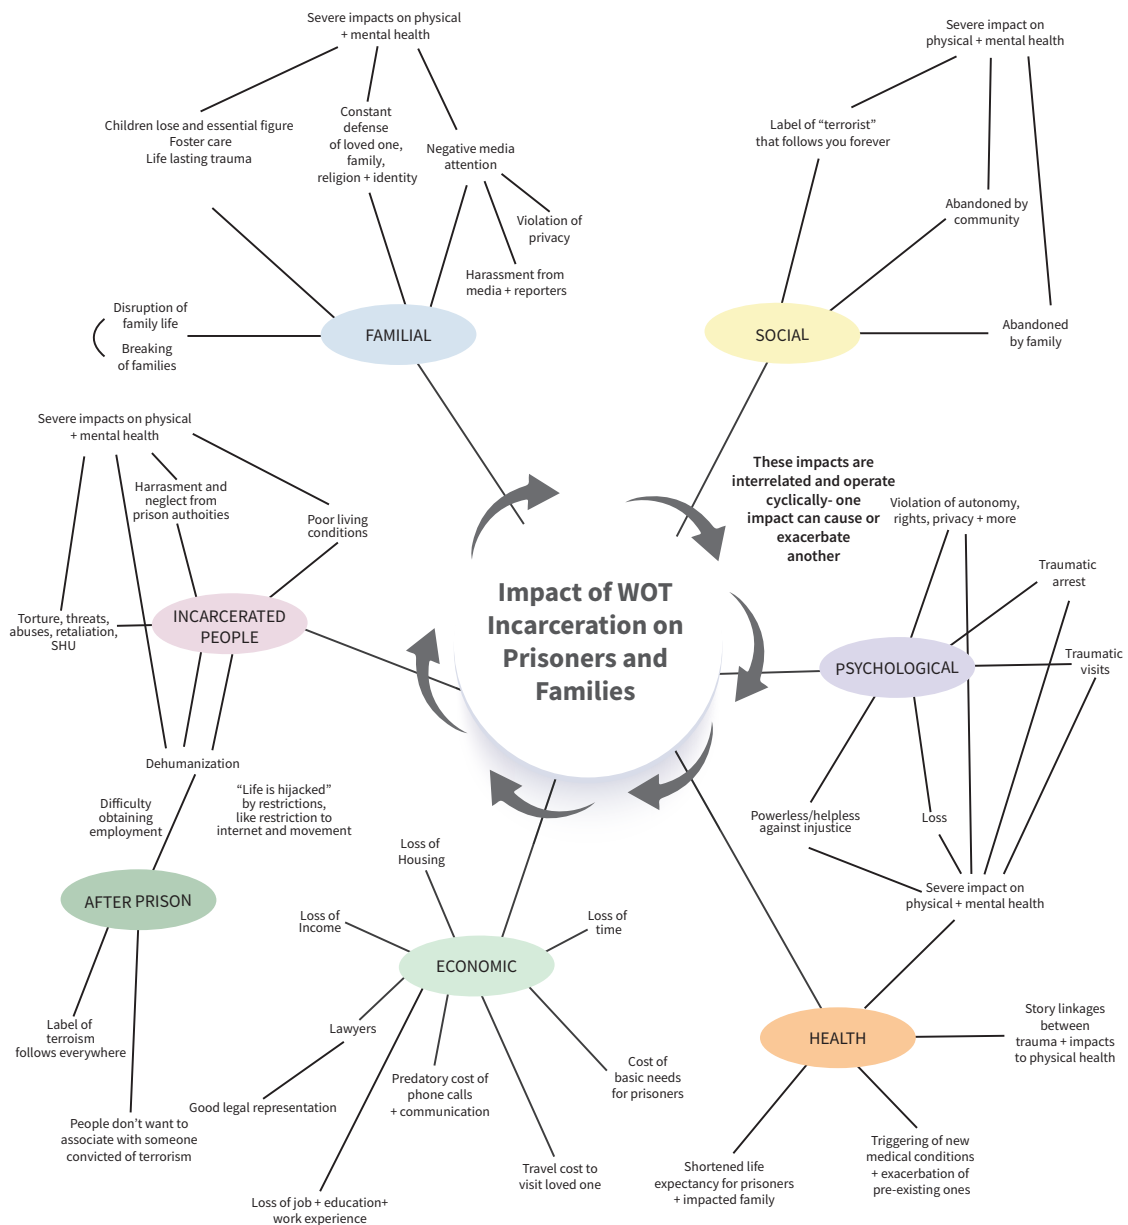 Severe impacts on physical
+ mental health
Children lose and essential figure
Foster care
Life lasting trauma
Constant
defense
of loved one,
family,
religion + identity
Negative media
attention
Violation of
privacy
Harassment from
media + reporters
Disruption of
family life
Breaking
of families
FAMILIAL
Severe impact on
physical + mental health
Label of “terrorist”
that follows you forever
Abandoned by
community
Abandoned
by family
SOCIAL
Severe impacts on physical
+ mental health
Harrasment and
neglect from
prison authoities
Poor living
conditions
Torture, threats,
abuses, retaliation,
SHU
INCARCERATED
PEOPLE
Dehumanization
These impacts are
interrelated and operate
cyclically- one
impact can cause or
exacerbate
another
Impact of WOT
Incarceration on
Prisoners and
Families
Violation of autonomy,
rights, privacy + more
Traumatic
arrest
Traumatic
visits
PSYCHOLOGICAL
Powerless/helpless
against injustice
Loss
Severe impact on
physical + mental health
Difficulty
obtaining
employment
“Life is hijacked”
by restrictions,
like restriction to
internet and movement
AFTER PRISON
Label of
terroism
follows everywhere
People don’t want to
associate with someone
convicted of terrorism
Loss of
Housing
Loss of
Income
Loss of
time
ECONOMIC
Lawyers
Good legal representation
Predatory cost of
phone calls
+ communication
Cost of
basic needs
for prisoners
Travel cost to
visit loved one
Loss of job + education+
work experience
HEALTH
Story linkages
between
trauma + impacts
to physical health
Shortened life
expectancy for prisoners
+ impacted family
Triggering of new
medical conditions
+ exacerbation of
pre-existing ones